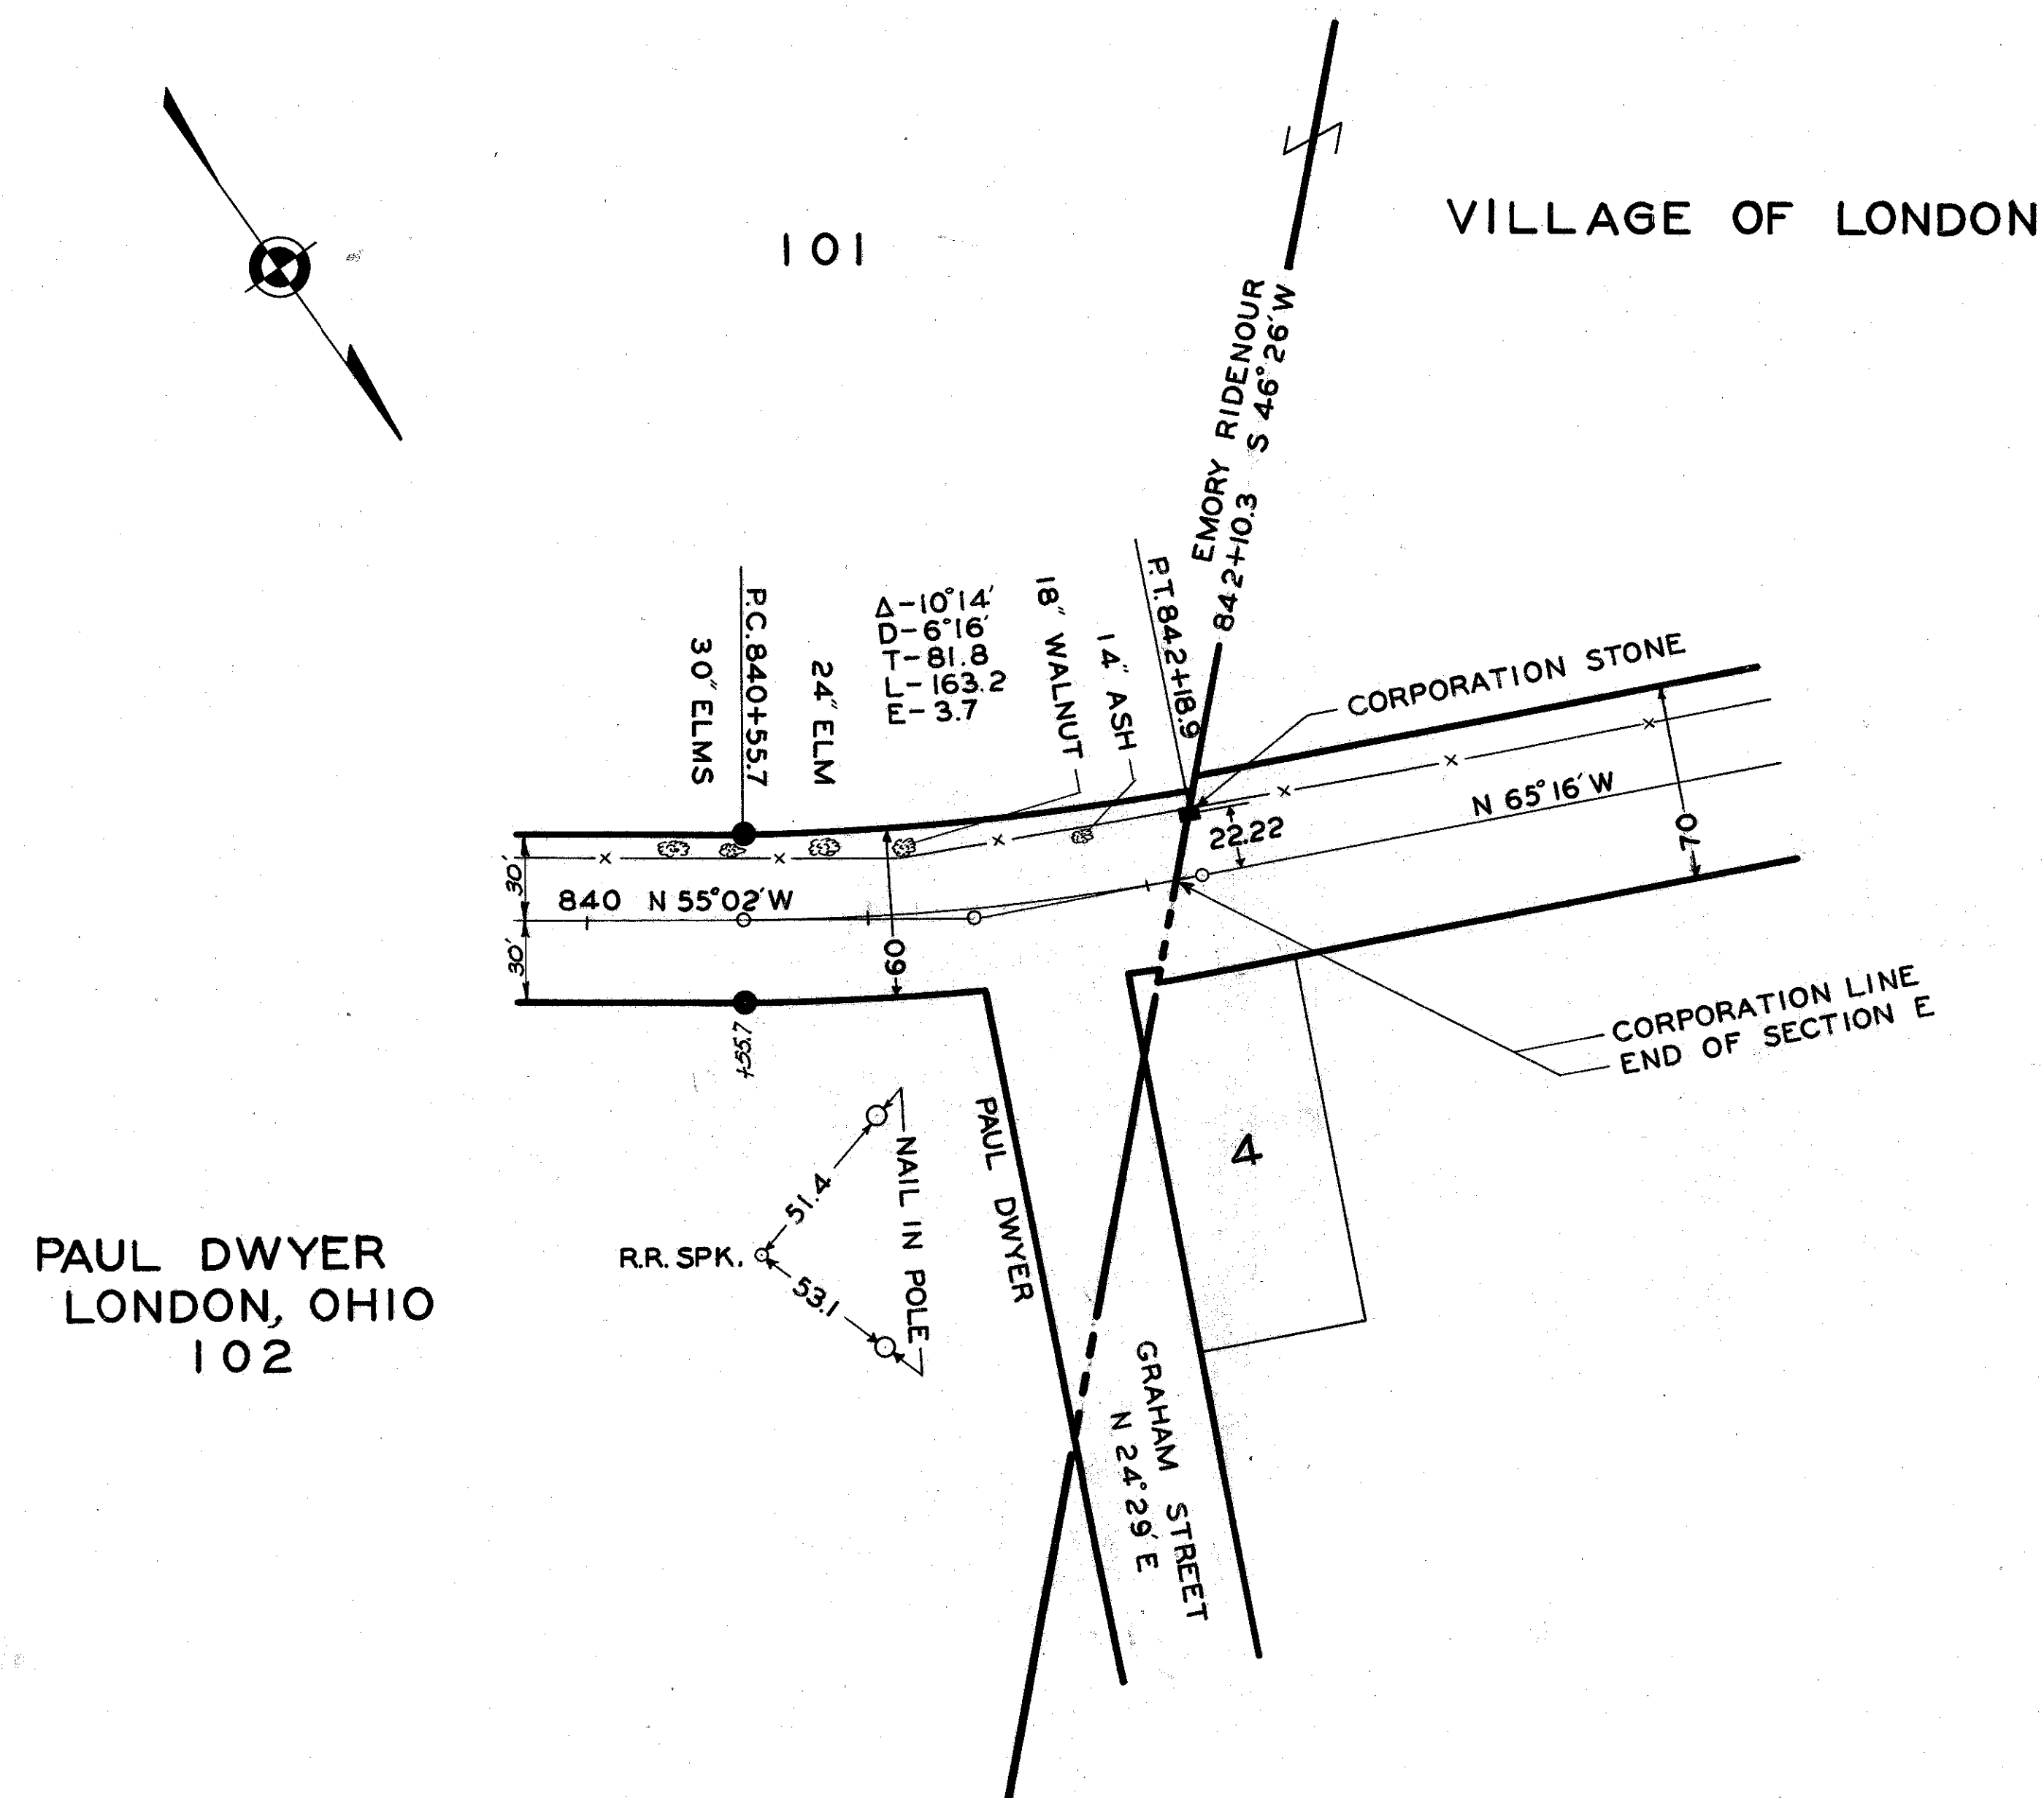 VILLAGE OF LONDON
101
EMORY RIDENOUR
842+10.3 S 46°26'W
P.T. 842+18.9
14" ASH
18" WALNUT
Δ-10°14'
D-6°16'
T-81.8
L-163.2
E-3.7
24" ELM
P.C. 840+55.7
30" ELMS
CORPORATION STONE
N 65°16'W
22.22
70
30'
840 N 55°02'W
60
30'
+55.7
CORPORATION LINE
END OF SECTION E
4
PAUL DWYER
NAIL IN POLE
51.4
R.R. SPK.
53.1
PAUL DWYER
LONDON, OHIO
102
GRAHAM STREET
N 24°29'E